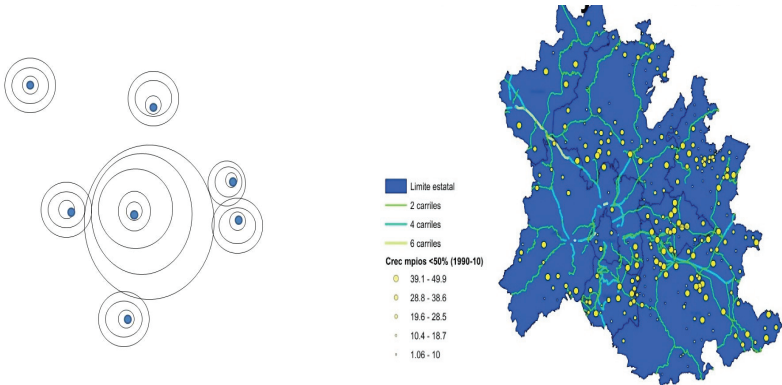 Limite estatal
2 carriles
4 carriles
6 carriles
Crec mpios <50% (1990-10)
39.1 - 49.9
28.8 - 38.6
19.6 - 28.5
10.4 - 18.7
1.06 - 10